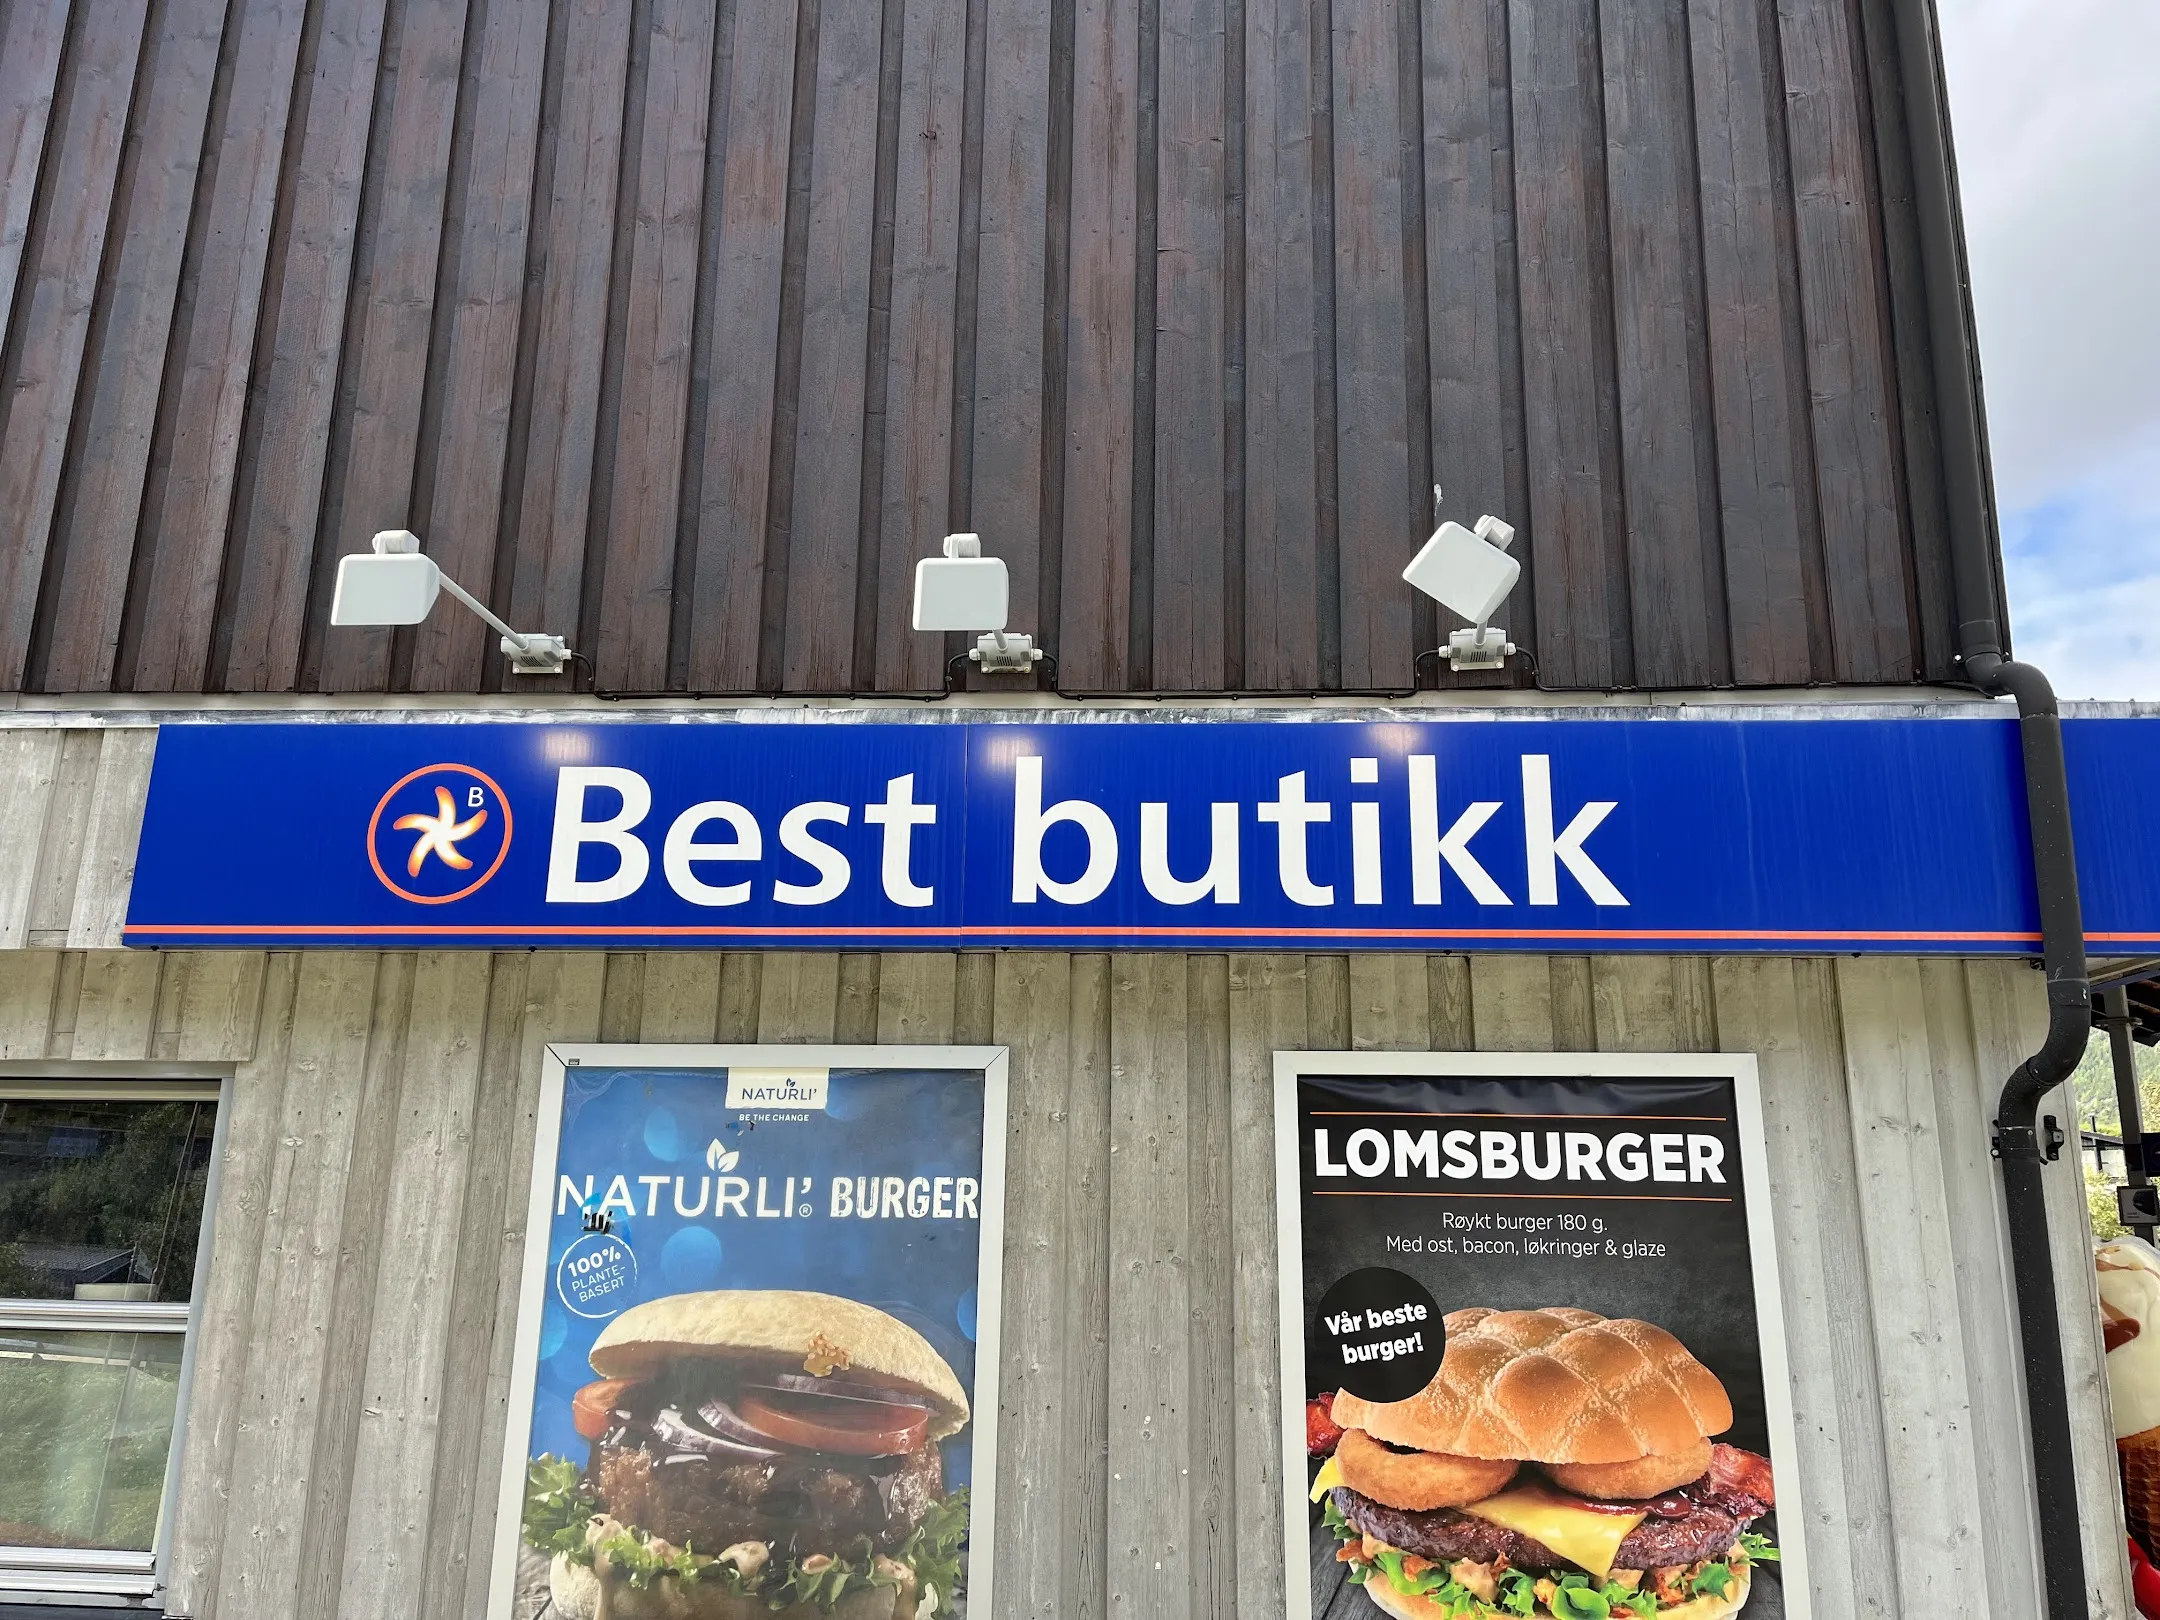 B
Best butikk
NATURLI'
BE THE CHANGE
NATURLI'® BURGER
100%
PLANTE-
BASERT
LOMSBURGER
Røykt burger 180 g.
Med ost, bacon, løkringer & glaze
Vår beste
burger!